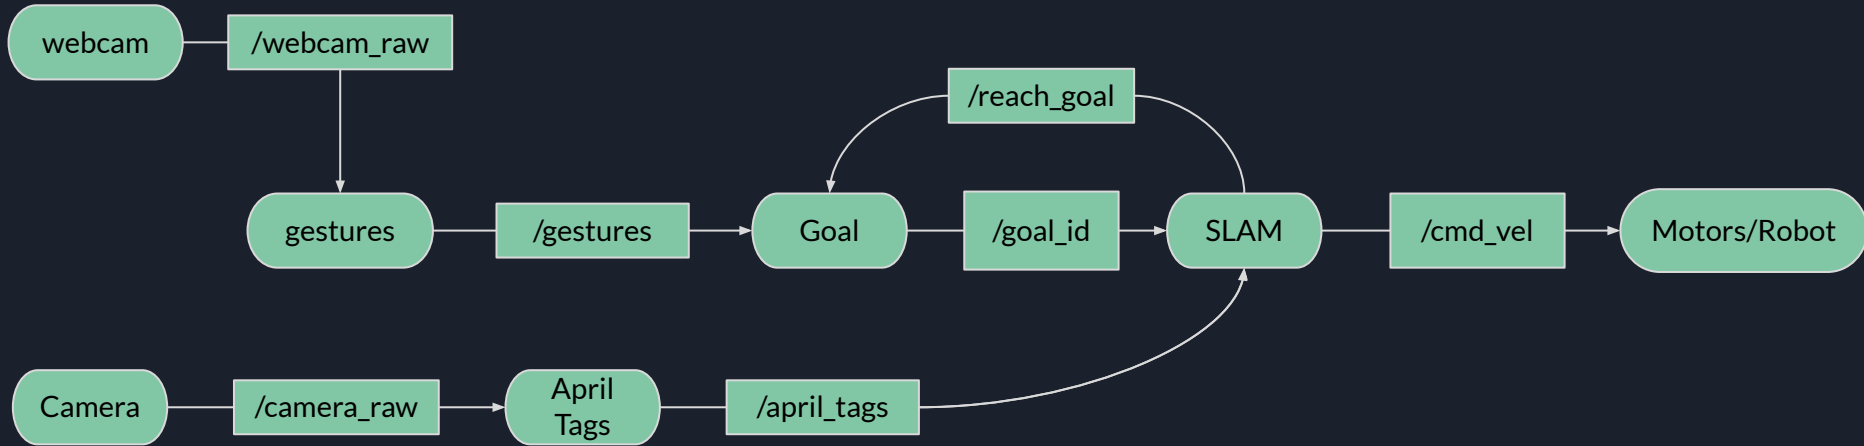 webcam
/webcam_raw
/reach_goal
gestures
/gestures
Goal
/goal_id
SLAM
/cmd_vel
Motors/Robot
Camera
/camera_raw
April
Tags
/april_tags